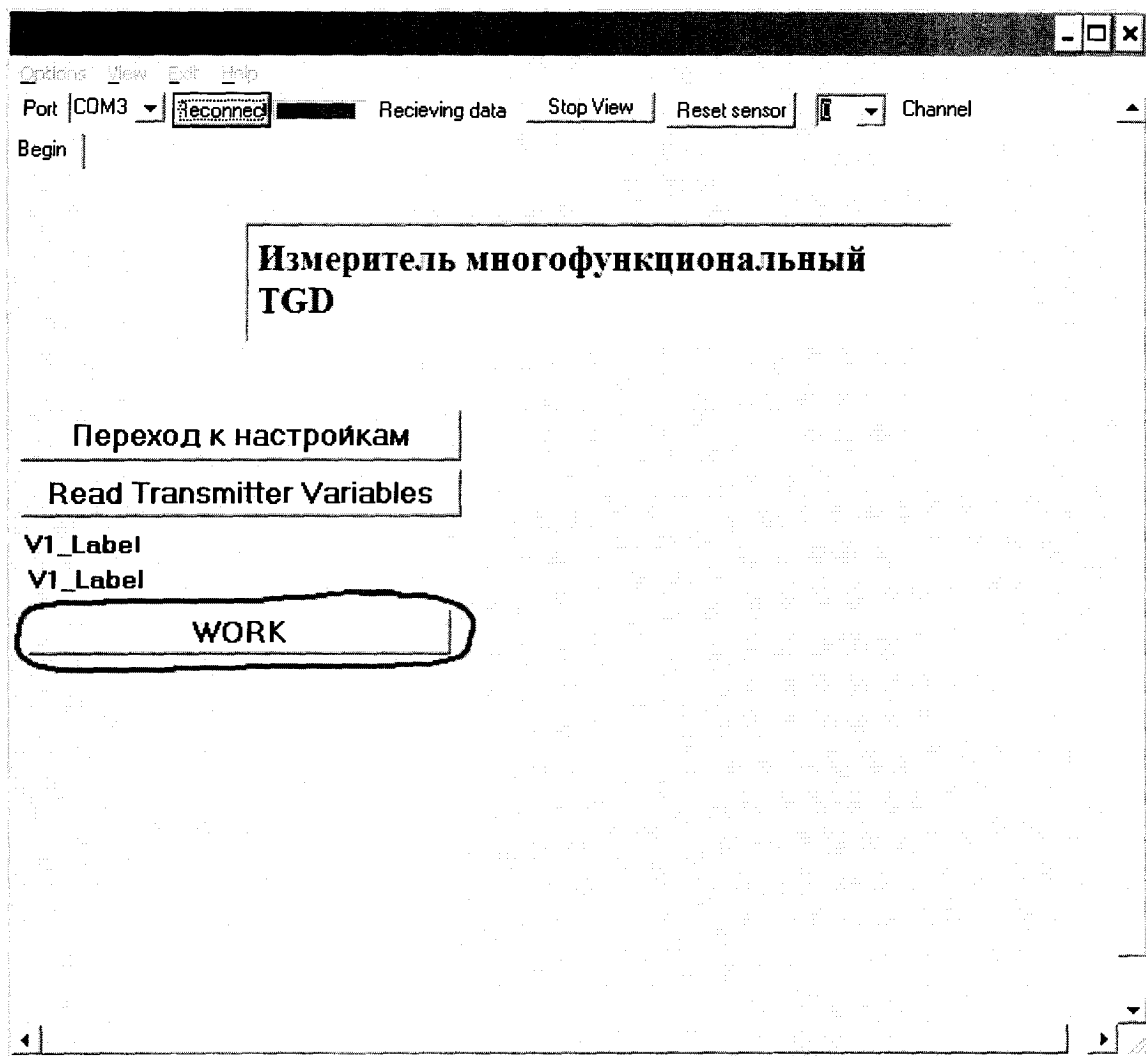 Options View Exit Help
Port COM3 Reconnect Recieving data Stop View Reset sensor Channel
Begin
Измеритель многофункциональный
TGD
Переход к настройкам
Read Transmitter Variables
V1_Label
V1_Label
WORK